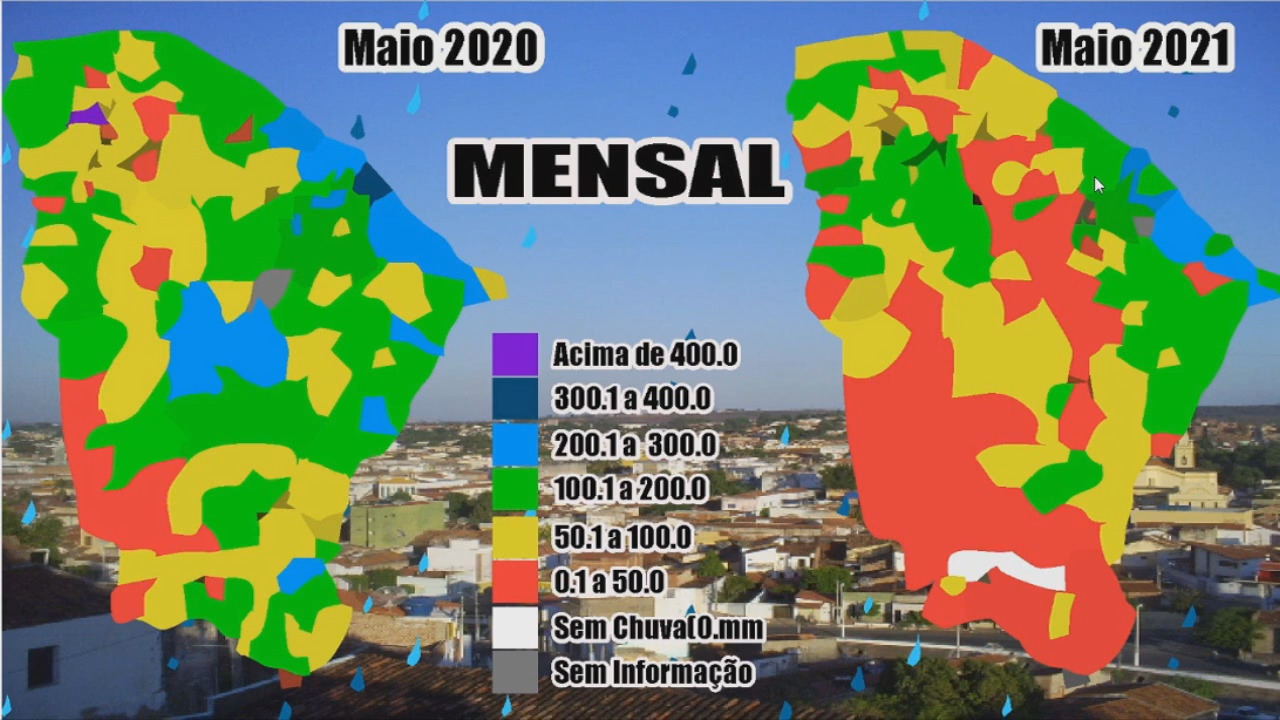 Maio 2020
Maio 2021
MENSAL
Acima de 400.0
300.1 a 400.0
200.1 a 300.0
100.1 a 200.0
50.1 a 100.0
0.1 a 50.0
Sem Chuva(0.mm
Sem Informação